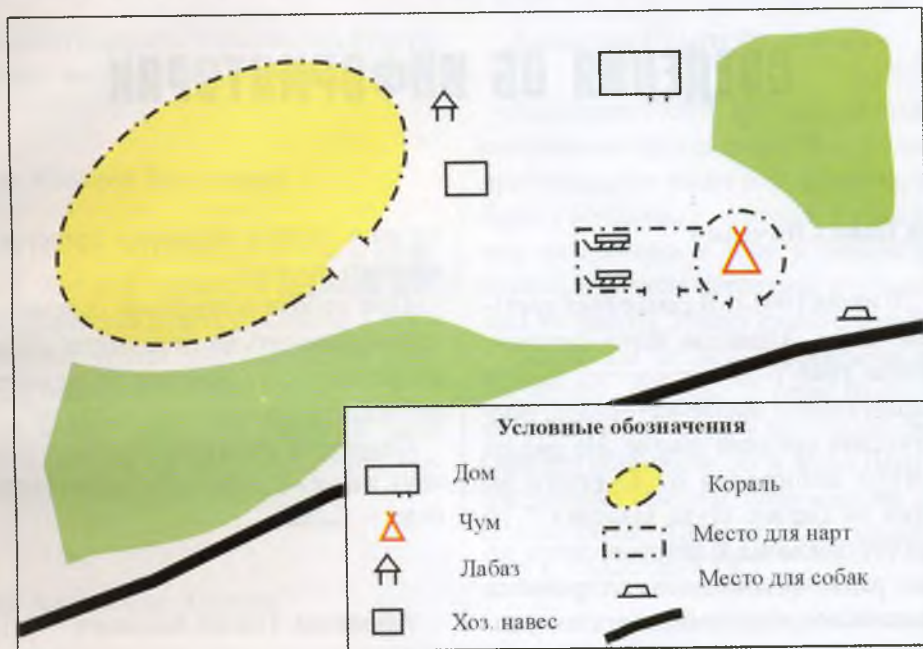 Условные обозначения
Дом
Чум
Лабаз
Хоз. навес
Кораль
Место для нарт
Место для собак